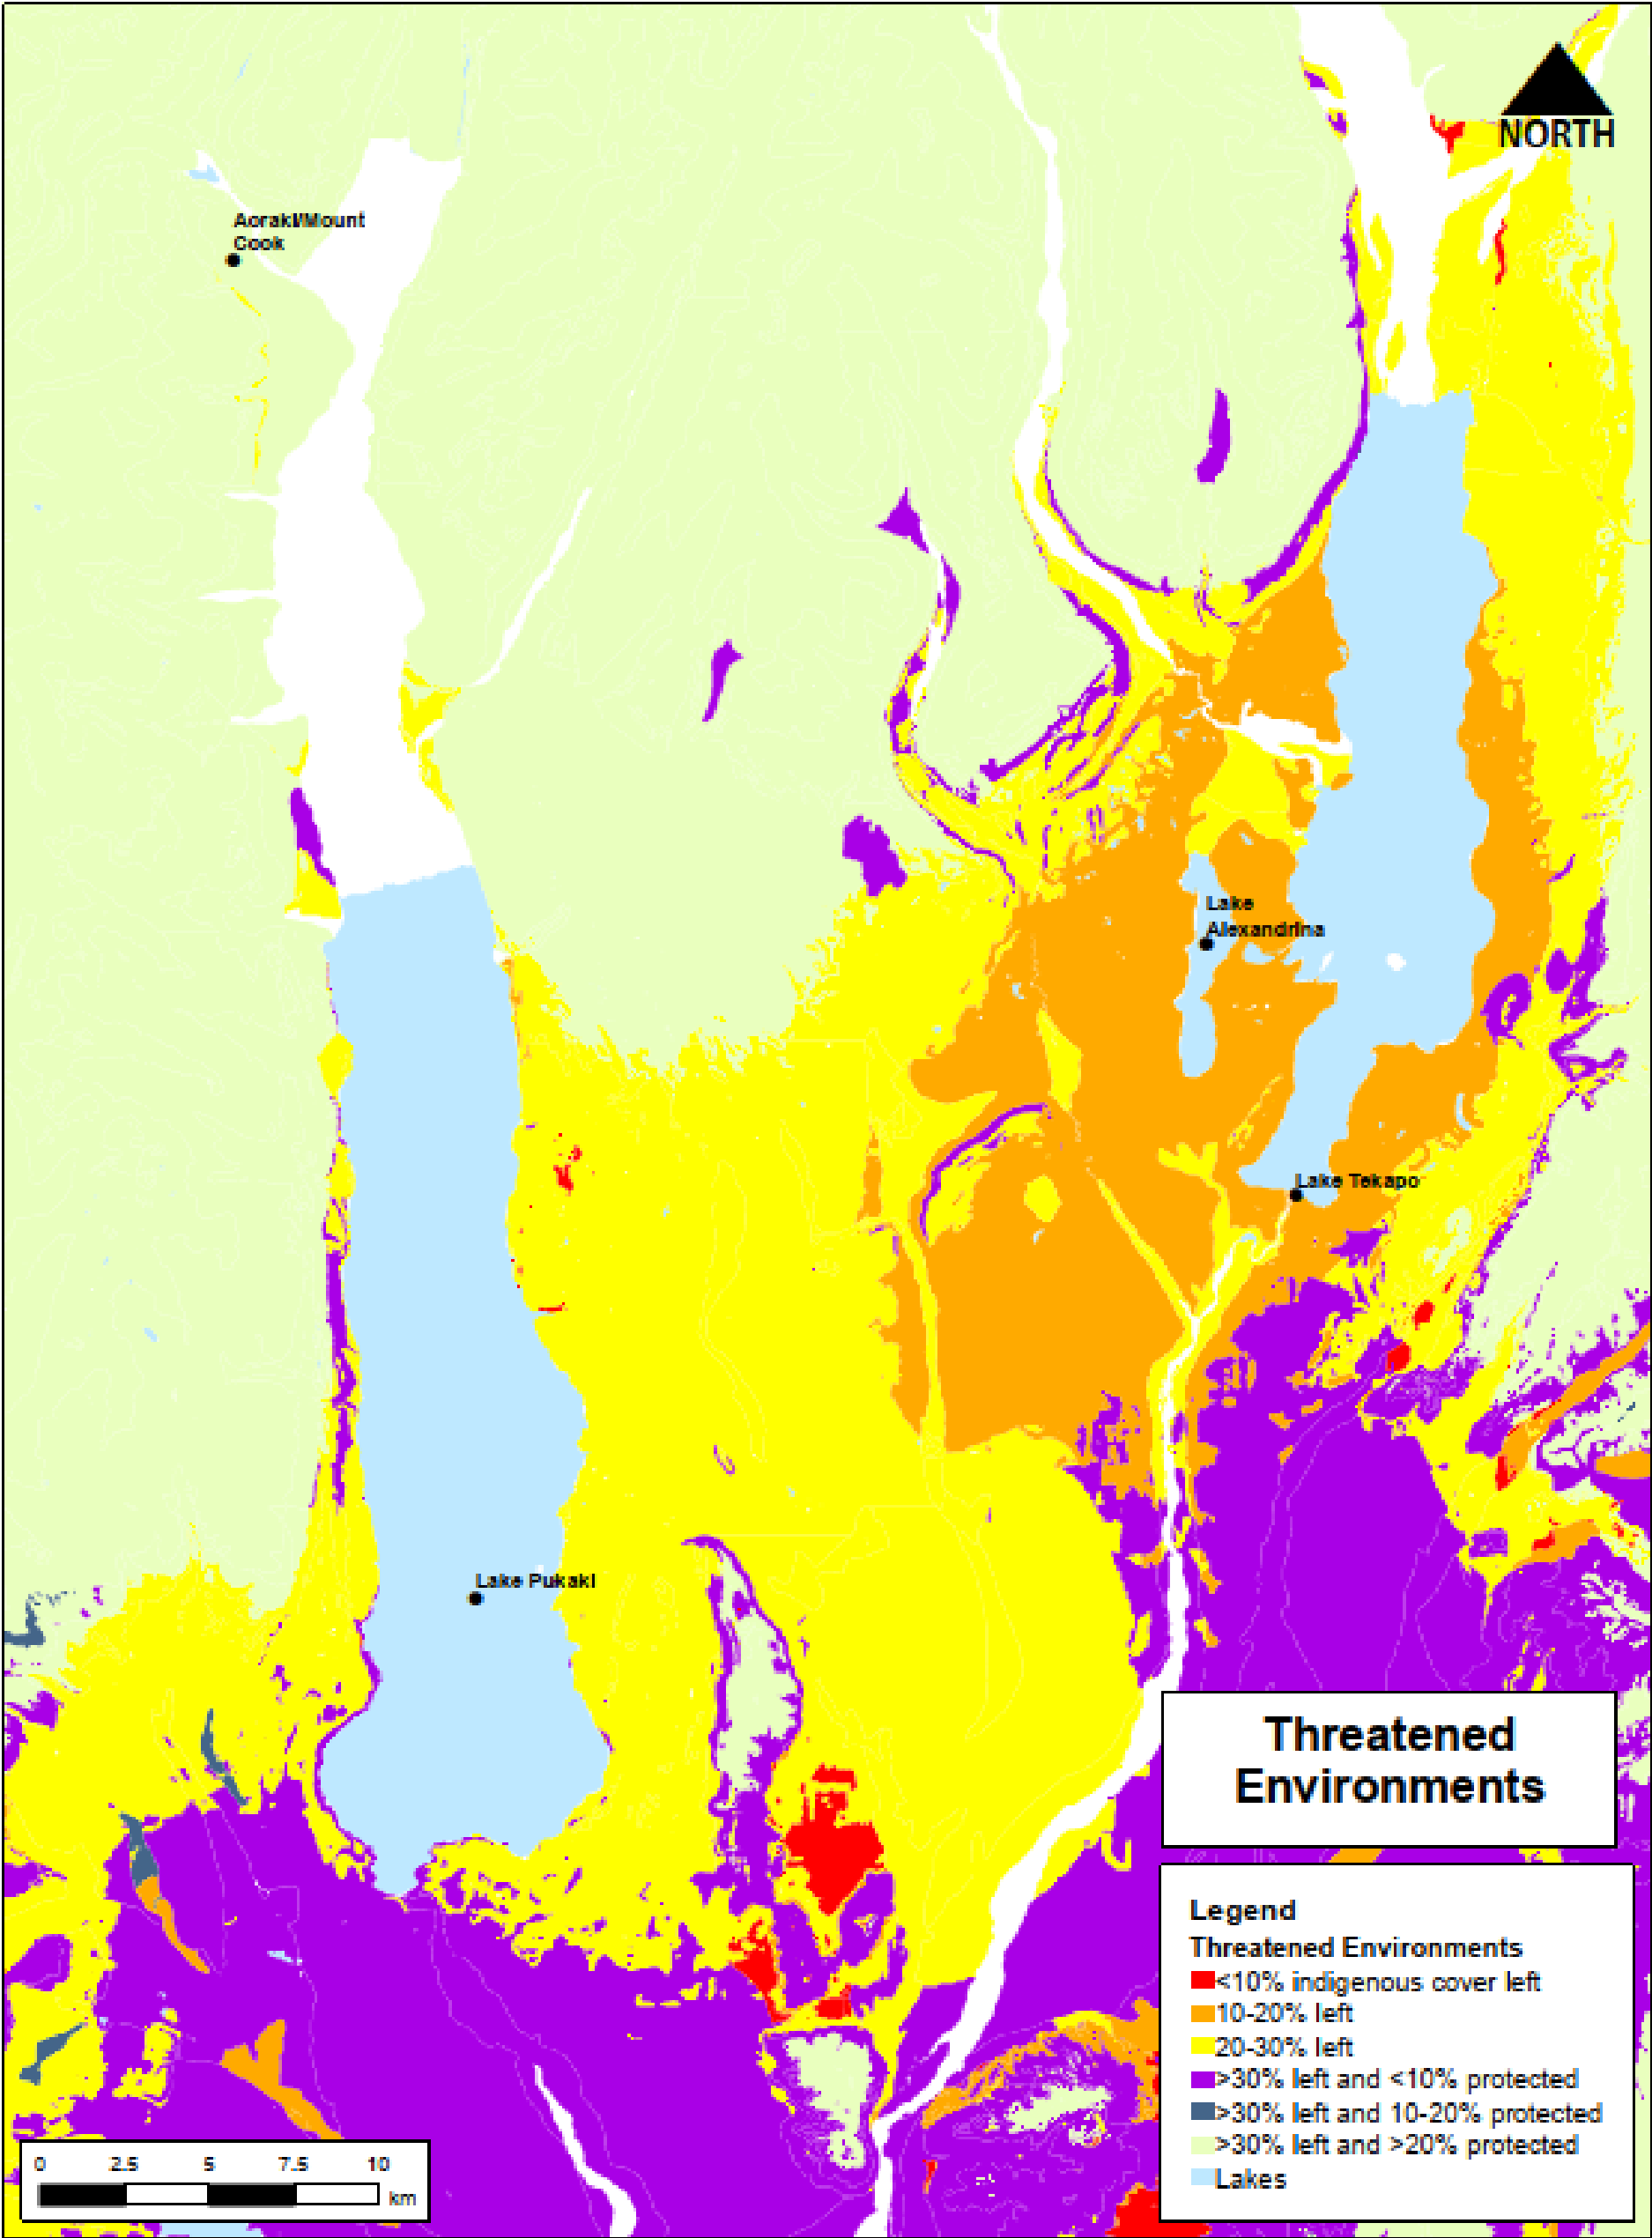 NORTH
Aoraki/Mount
Cook
Lake
Alexandrina
Lake Tekapo
Lake Pukaki
Threatened
Environments
Legend
Threatened Environments
<10% indigenous cover left
10-20% left
20-30% left
>30% left and <10% protected
>30% left and 10-20% protected
>30% left and >20% protected
Lakes
0 2.5 5 7.5 10
km